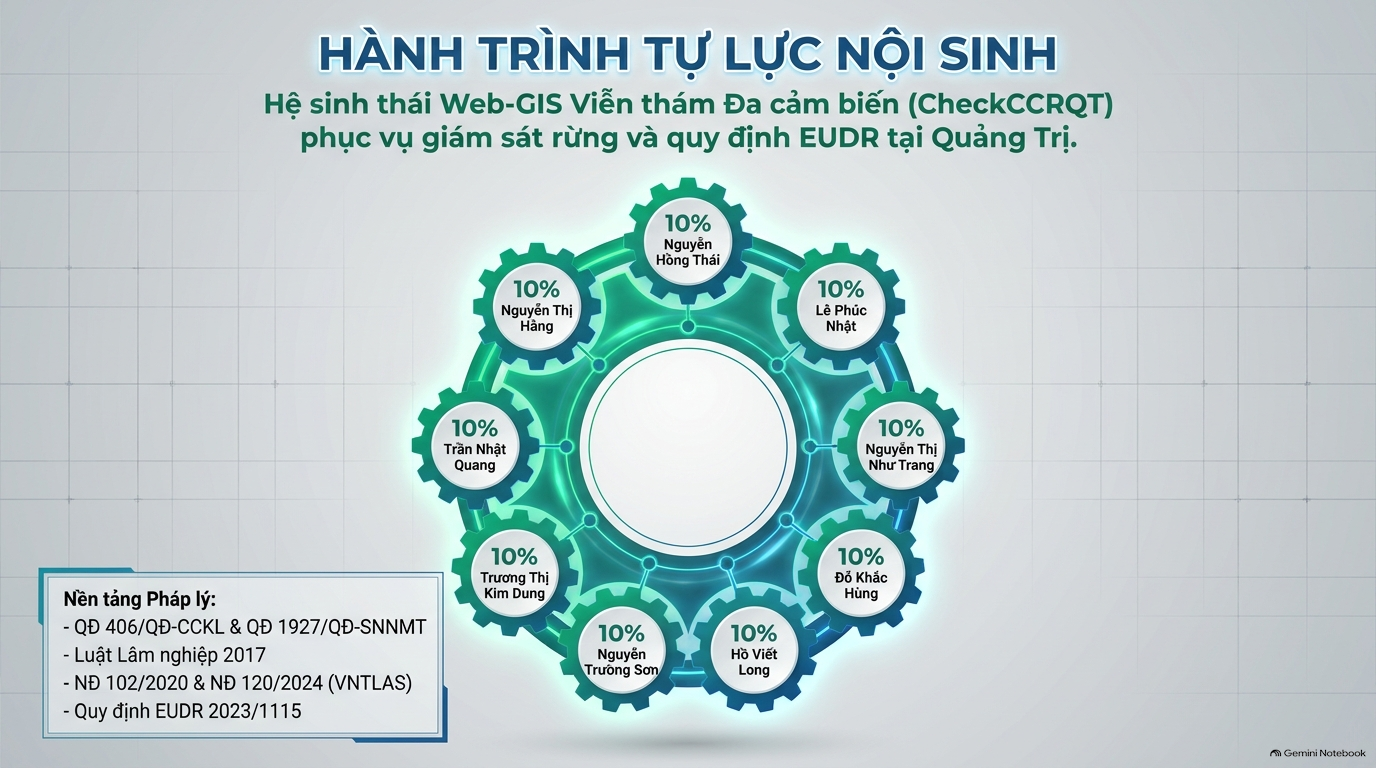 HÀNH TRÌNH TỰ LỰC NỘI SINH
Hệ sinh thái Web-GIS Viễn thám Đa cảm biến (CheckCCRQT)
phục vụ giám sát rừng và quy định EUDR tại Quảng Trị.
10%
Nguyễn
Hồng Thái
10%
Nguyễn Thị
Hằng
10%
Lê Phúc
Nhật
10%
Trần Nhật
Quang
10%
Nguyễn Thị
Như Trang
10%
Trương Thị
Kim Dung
10%
Đỗ Khắc
Hùng
10%
Nguyễn
Trường Sơn
10%
Hồ Viết
Long
Nền tảng Pháp lý:
- QĐ 406/QĐ-CCKL & QĐ 1927/QĐ-SNNMT
- Luật Lâm nghiệp 2017
- NĐ 102/2020 & NĐ 120/2024 (VNTLAS)
- Quy định EUDR 2023/1115
Gemini Notebook